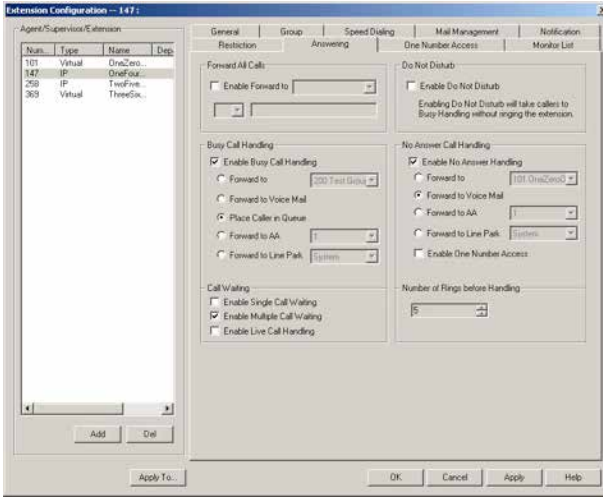 Extension Configuration -- 147 :
Agent/Supervisor/Extension
Num... Type Name Dep
101 Virtual OneZero...
147 IP OneFour...
258 IP TwoFive...
369 Virtual ThreeSix...
Add Del
Apply To...
General Group Speed Dialing Mail Management Notification
Restriction Answering One Number Access Monitor List
Forward All Calls
Enable Forward to
Do Not Disturb
Enable Do Not Disturb
Enabling Do Not Disturb will take callers to
Busy Handling without ringing the extension.
Busy Call Handling
Enable Busy Call Handling
Forward to 200 Test Group
Forward to Voice Mail
Place Caller in Queue
Forward to AA 1
Forward to Line Park System
No Answer Call Handling
Enable No Answer Handling
Forward to 101 OneZeroO
Forward to Voice Mail
Forward to AA 1
Forward to Line Park System
Enable One Number Access
Call Waiting
Enable Single Call Waiting
Enable Multiple Call Waiting
Enable Live Call Handling
Number of Rings before Handling
5
OK Cancel Apply Help